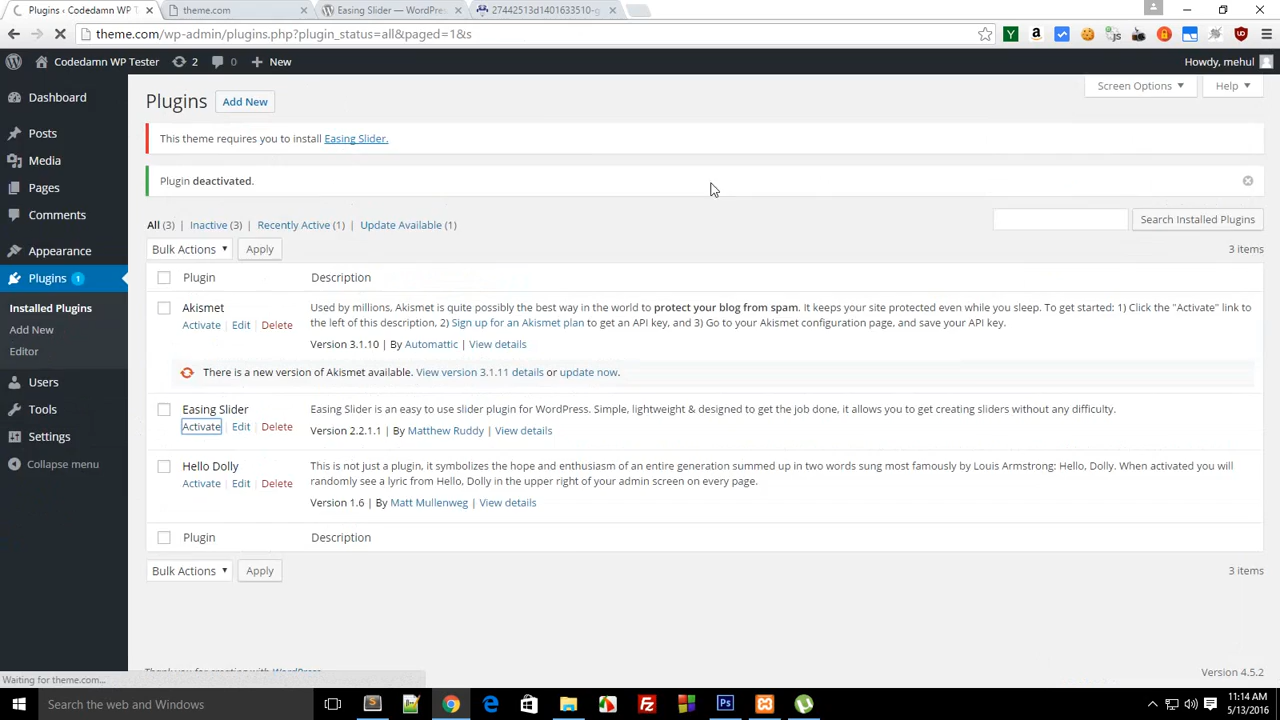 Plugins ‹ Codedamn WP T
theme.com
Easing Slider — WordPres
27442513d1401633510-g
theme.com/wp-admin/plugins.php?plugin_status=all&paged=1&s
Codedamn WP Tester
2
0
New
Howdy, mehul
Dashboard
Posts
Media
Pages
Comments
Appearance
Plugins 1
Installed Plugins
Add New
Editor
Users
Tools
Settings
Collapse menu
Screen Options
Help
Plugins
Add New
This theme requires you to install Easing Slider.
Plugin deactivated.
All (3) | Inactive (3) | Recently Active (1) | Update Available (1)
Search Installed Plugins
Bulk Actions
Apply
3 items
Plugin
Description
Akismet
Activate | Edit | Delete
Used by millions, Akismet is quite possibly the best way in the world to protect your blog from spam. It keeps your site protected even while you sleep. To get started: 1) Click the "Activate" link to
the left of this description, 2) Sign up for an Akismet plan to get an API key, and 3) Go to your Akismet configuration page, and save your API key.
Version 3.1.10 | By Automattic | View details
There is a new version of Akismet available. View version 3.1.11 details or update now.
Easing Slider
Activate | Edit | Delete
Easing Slider is an easy to use slider plugin for WordPress. Simple, lightweight & designed to get the job done, it allows you to get creating sliders without any difficulty.
Version 2.2.1.1 | By Matthew Ruddy | View details
Hello Dolly
Activate | Edit | Delete
This is not just a plugin, it symbolizes the hope and enthusiasm of an entire generation summed up in two words sung most famously by Louis Armstrong: Hello, Dolly. When activated you will
randomly see a lyric from Hello, Dolly in the upper right of your admin screen on every page.
Version 1.6 | By Matt Mullenweg | View details
Plugin
Description
Bulk Actions
Apply
3 items
Thank you for creating with WordPress
Version 4.5.2
Waiting for theme.com...
Search the web and Windows
11:14 AM
5/13/2016